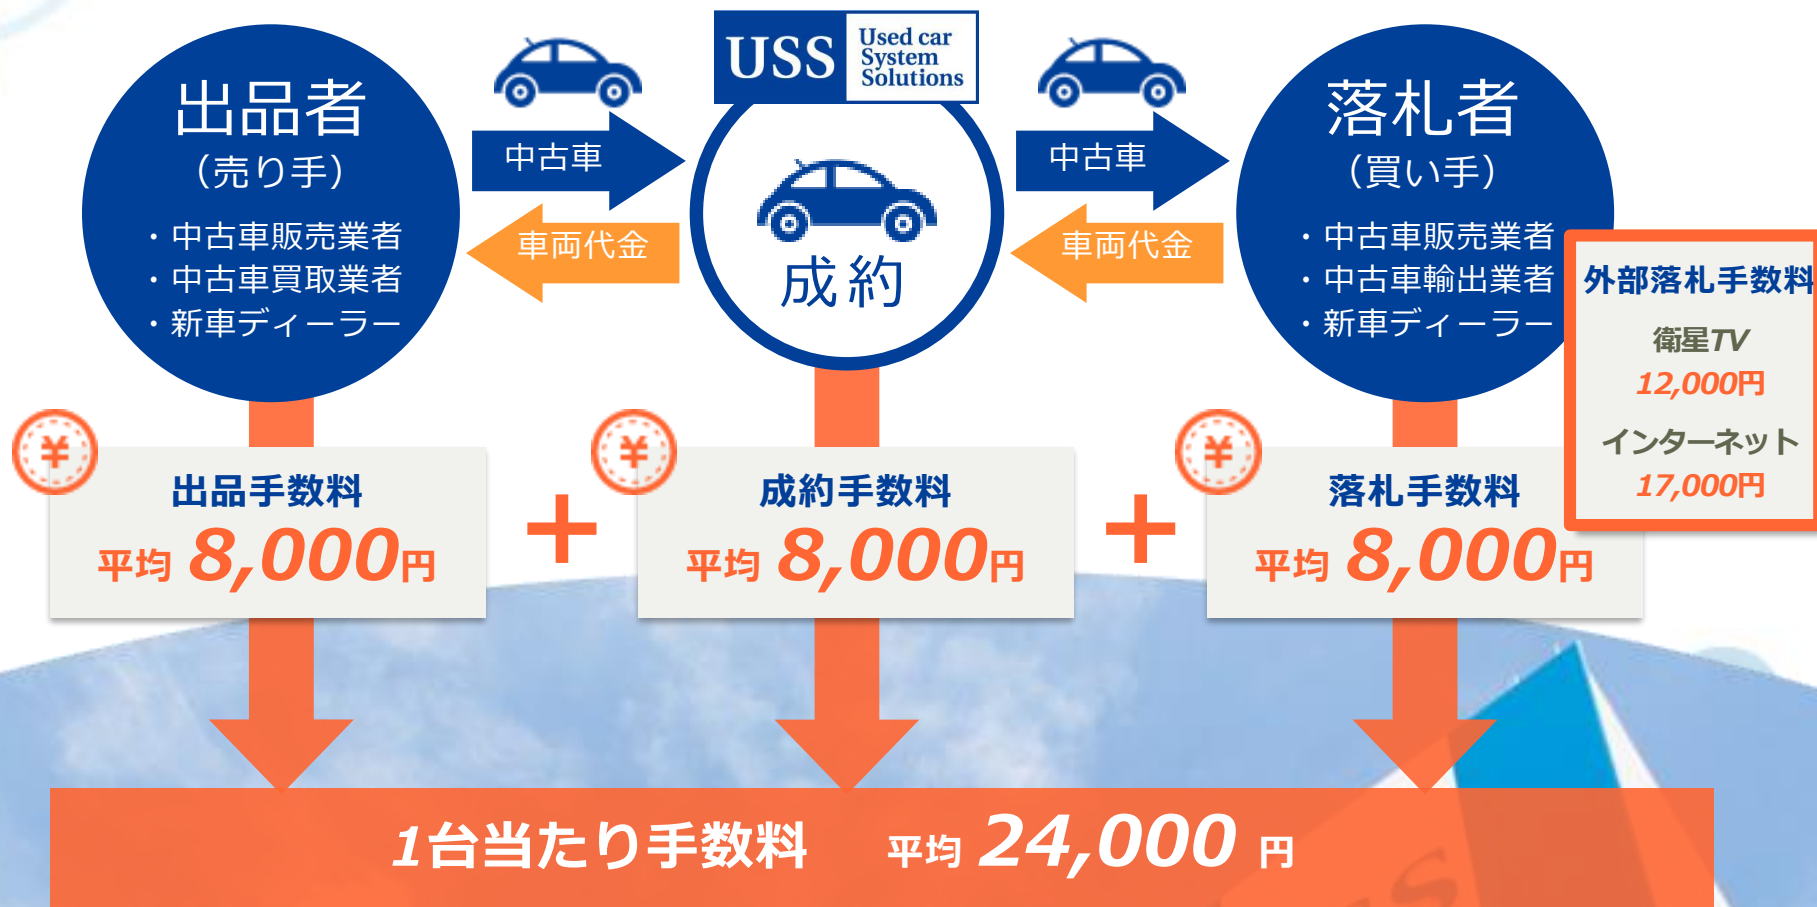 USS
Used car
System
Solutions
出品者
（売り手）
・中古車販売業者
・中古車買取業者
・新車ディーラー
中古車
車両代金
成約
中古車
車両代金
落札者
（買い手）
・中古車販売業者
・中古車輸出業者
・新車ディーラー
外部落札手数料
衛星TV
12,000円
インターネット
17,000円
¥
出品手数料
平均 8,000円
+
¥
成約手数料
平均 8,000円
+
¥
落札手数料
平均 8,000円
1台当たり手数料 平均 24,000 円